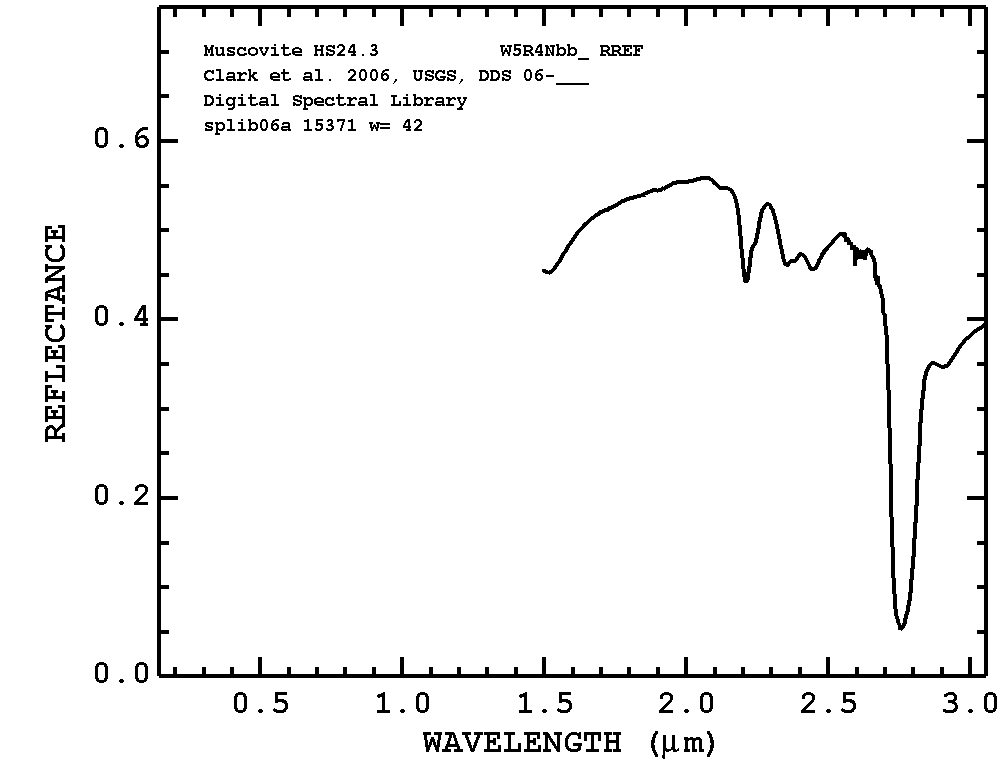 Muscovite HS24.3 W5R4Nbb_ RREF
Clark et al. 2006, USGS, DDS 06-___
Digital Spectral Library
splib06a 15371 w= 42
0.6
0.4
0.2
0.0
REFLECTANCE
0.5 1.0 1.5 2.0 2.5 3.0
WAVELENGTH (μm)